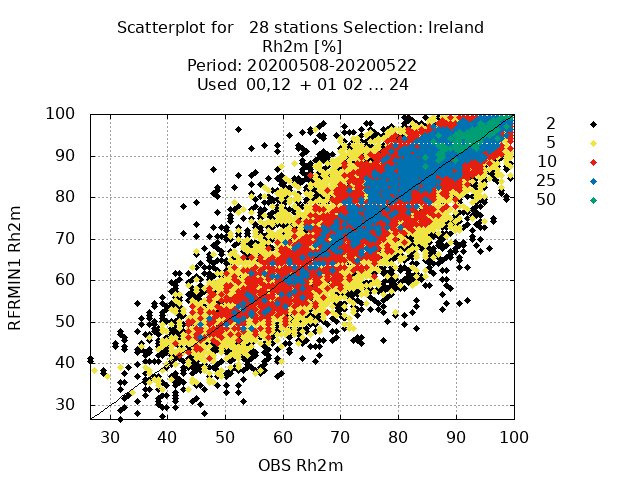 Scatterplot for   28 stations Selection: Ireland
Rh2m [%]
Period: 20200508-20200522
Used  00,12  + 01 02 ... 24
100
90
80
70
60
50
40
30
RFRMIN1 Rh2m
30 40 50 60 70 80 90 100
OBS Rh2m
2
5
10
25
50